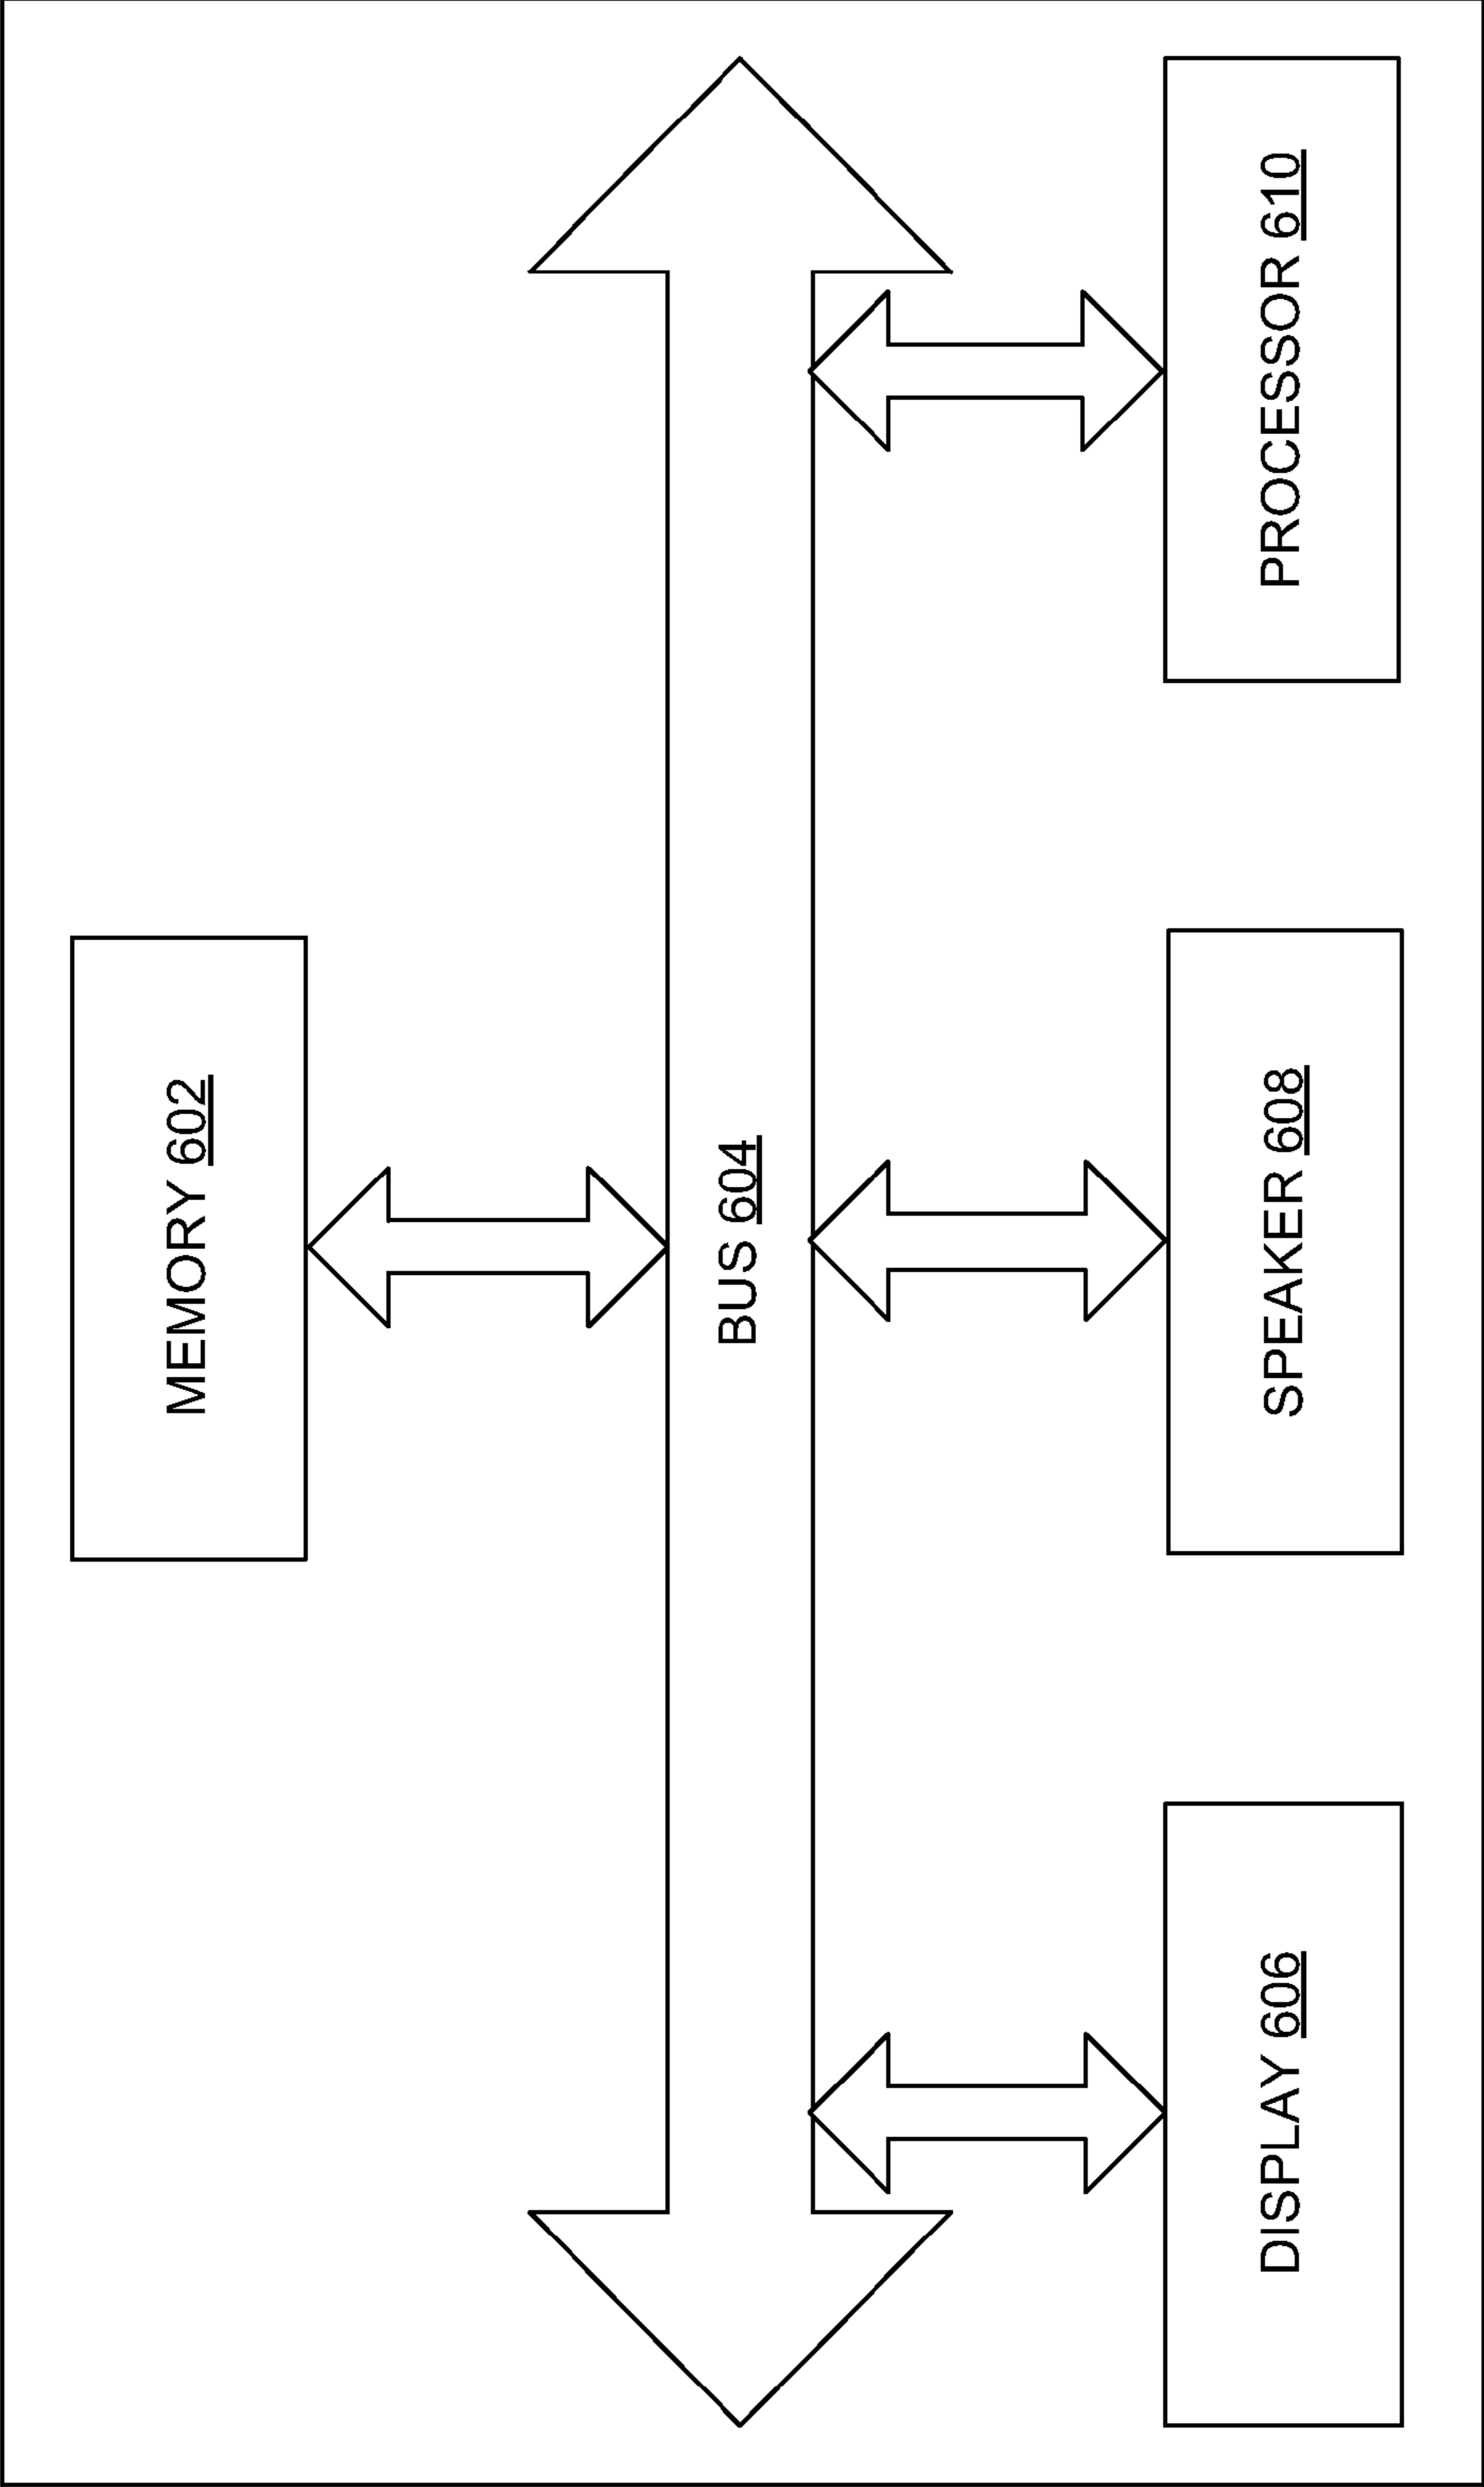 MEMORY 602
BUS 604
DISPLAY 606
SPEAKER 608
PROCESSOR 610